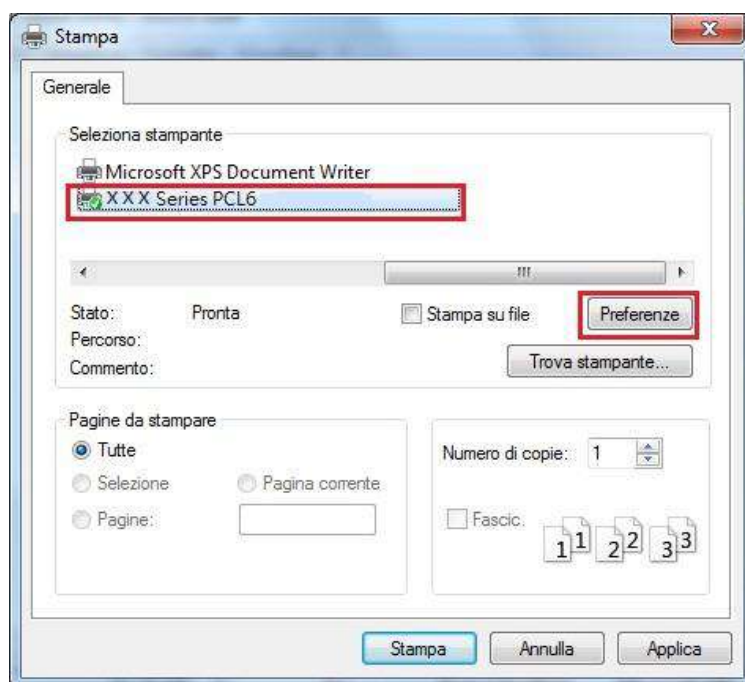 Stampa
Generale
Seleziona stampante
Microsoft XPS Document Writer
X X X Series PCL6
Stato: Pronta
Stampa su file
Preferenze
Percorso:
Commento:
Trova stampante...
Pagine da stampare
Tutte
Selezione
Pagina corrente
Pagine:
Numero di copie: 1
Fascic.
1 1 2 2 3 3
Stampa
Annulla
Applica